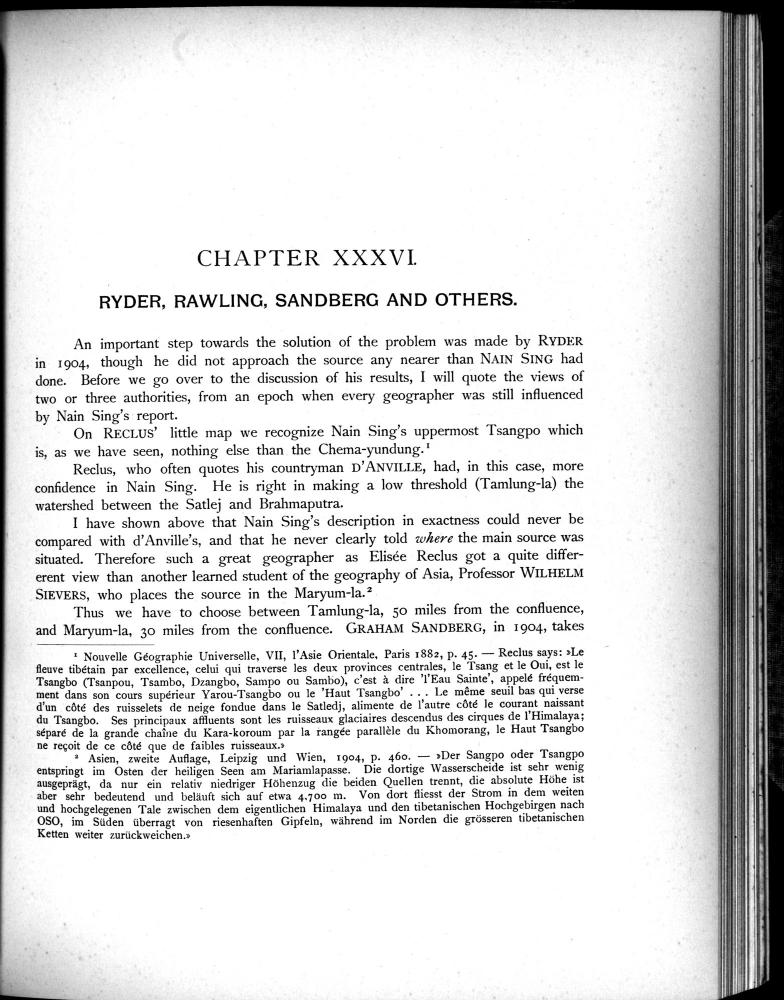 CHAPTER XXXVI.
RYDER, RAWLING, SANDBERG AND OTHERS.
An important step towards the solution of the problem was made by RYDER
in 1904, though he did not approach the source any nearer than NAIN SING had
done. Before we go over to the discussion of his results, I will quote the views of
two or three authorities, from an epoch when every geographer was still influenced
by Nain Sing's report.
On RECLUS' little map we recognize Nain Sing's uppermost Tsangpo which
is, as we have seen, nothing else than the Chema-yundung.¹
Reclus, who often quotes his countryman D'ANVILLE, had, in this case, more
confidence in Nain Sing. He is right in making a low threshold (Tamlung-la) the
watershed between the Satlej and Brahmaputra.
I have shown above that Nain Sing's description in exactness could never be
compared with d'Anville's, and that he never clearly told where the main source was
situated. Therefore such a great geographer as Elisée Reclus got a quite differ-
erent view than another learned student of the geography of Asia, Professor WILHELM
SIEVERS, who places the source in the Maryum-la.²
Thus we have to choose between Tamlung-la, 50 miles from the confluence,
and Maryum-la, 30 miles from the confluence. GRAHAM SANDBERG, in 1904, takes
¹ Nouvelle Géographie Universelle, VII, l'Asie Orientale, Paris 1882, p. 45. — Reclus says: »Le
fleuve tibétain par excellence, celui qui traverse les deux provinces centrales, le Tsang et le Oui, est le
Tsangbo (Tsanpou, Tsambo, Dzangbo, Sampo ou Sambo), c'est à dire 'l'Eau Sainte', appelé fréquem-
ment dans son cours supérieur Yarou-Tsangbo ou le 'Haut Tsangbo' . . . Le même seuil bas qui verse
d'un côté des ruisselets de neige fondue dans le Satledj, alimente de l'autre côté le courant naissant
du Tsangbo. Ses principaux affluents sont les ruisseaux glaciaires descendus des cirques de l'Himalaya;
séparé de la grande chaîne du Kara-koroum par la rangée parallèle du Khomorang, le Haut Tsangbo
ne reçoit de ce côté que de faibles ruisseaux.»
² Asien, zweite Auflage, Leipzig und Wien, 1904, p. 460. — »Der Sangpo oder Tsangpo
entspringt im Osten der heiligen Seen am Mariamlapasse. Die dortige Wasserscheide ist sehr wenig
ausgeprägt, da nur ein relativ niedriger Höhenzug die beiden Quellen trennt, die absolute Höhe ist
aber sehr bedeutend und beläuft sich auf etwa 4,700 m. Von dort fliesst der Strom in dem weiten
und hochgelegenen Tale zwischen dem eigentlichen Himalaya und den tibetanischen Hochgebirgen nach
OSO, im Süden überragt von riesenhaften Gipfeln, während im Norden die grösseren tibetanischen
Ketten weiter zurückweichen.»